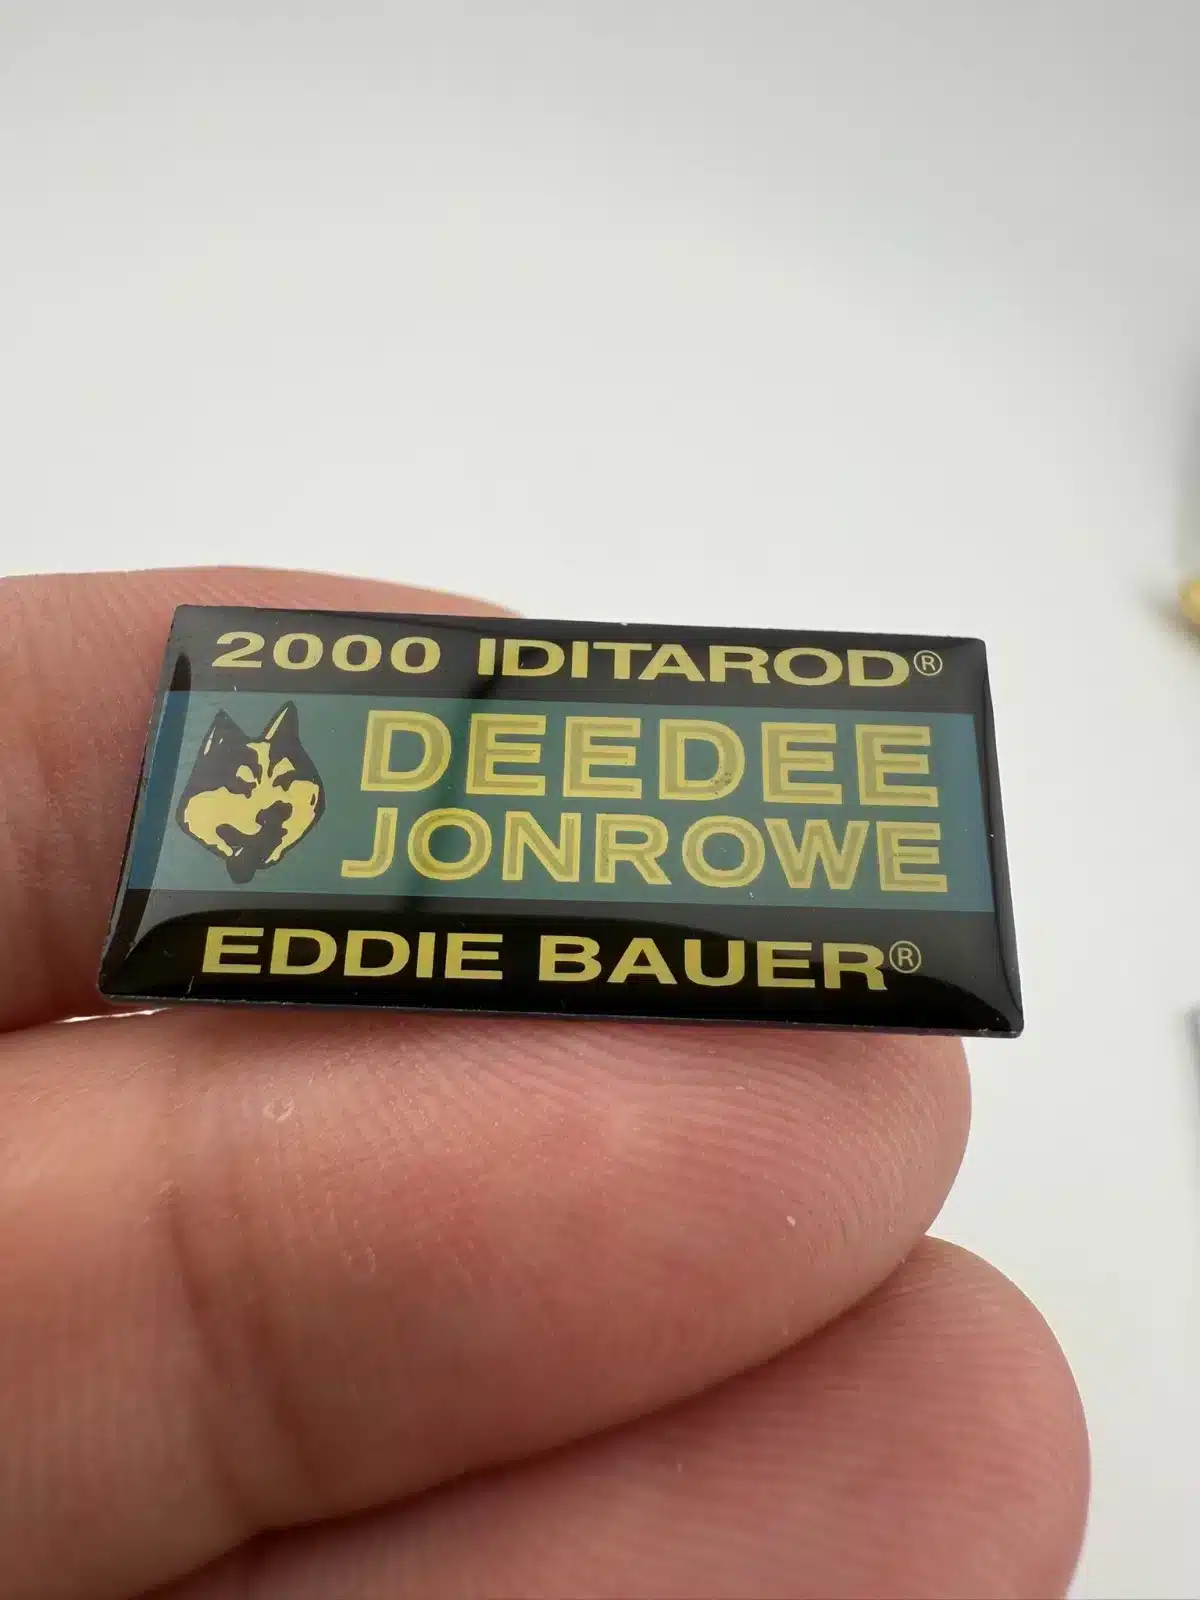 2000 IDITAROD®
DEEDEE
JONROWE
EDDIE BAUER®